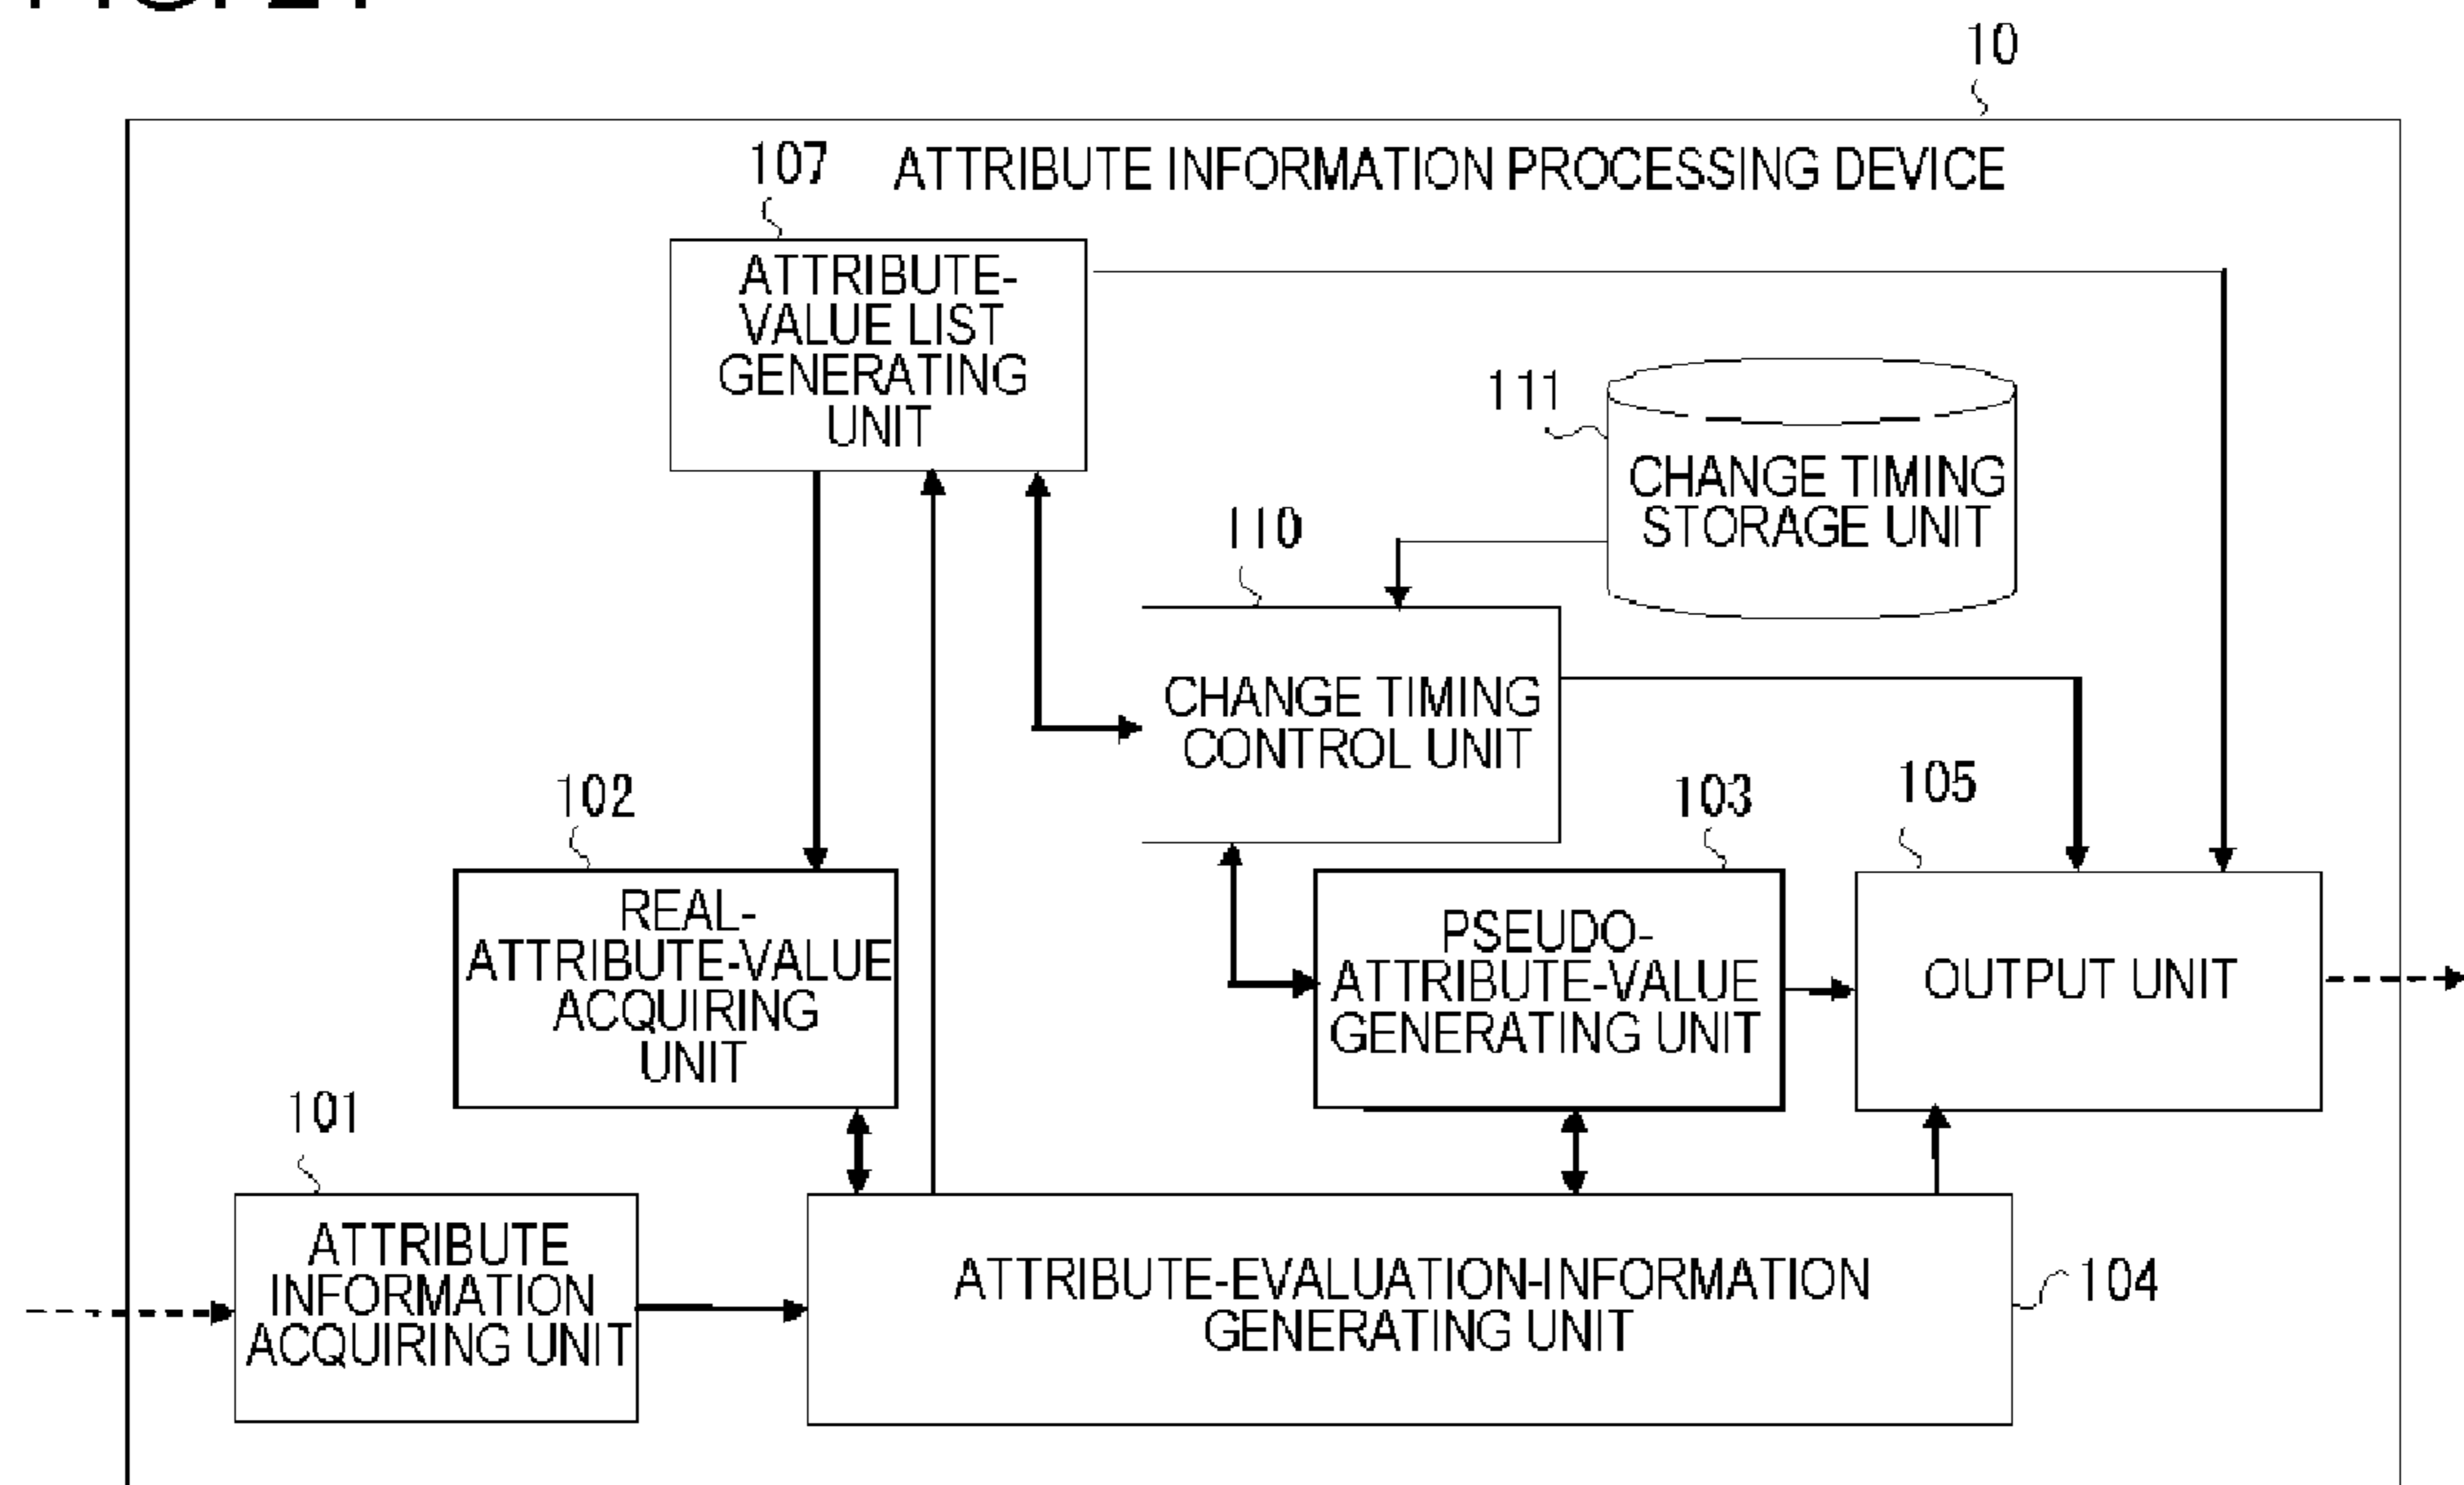 10
ATTRIBUTE INFORMATION PROCESSING DEVICE
107
ATTRIBUTE-
VALUE LIST
GENERATING
UNIT
111
CHANGE TIMING
STORAGE UNIT
110
CHANGE TIMING
CONTROL UNIT
102
REAL-
ATTRIBUTE-VALUE
ACQUIRING
UNIT
103
PSEUDO-
ATTRIBUTE-VALUE
GENERATING UNIT
105
OUTPUT UNIT
101
ATTRIBUTE
INFORMATION
ACQUIRING UNIT
ATTRIBUTE-EVALUATION-INFORMATION
GENERATING UNIT
104